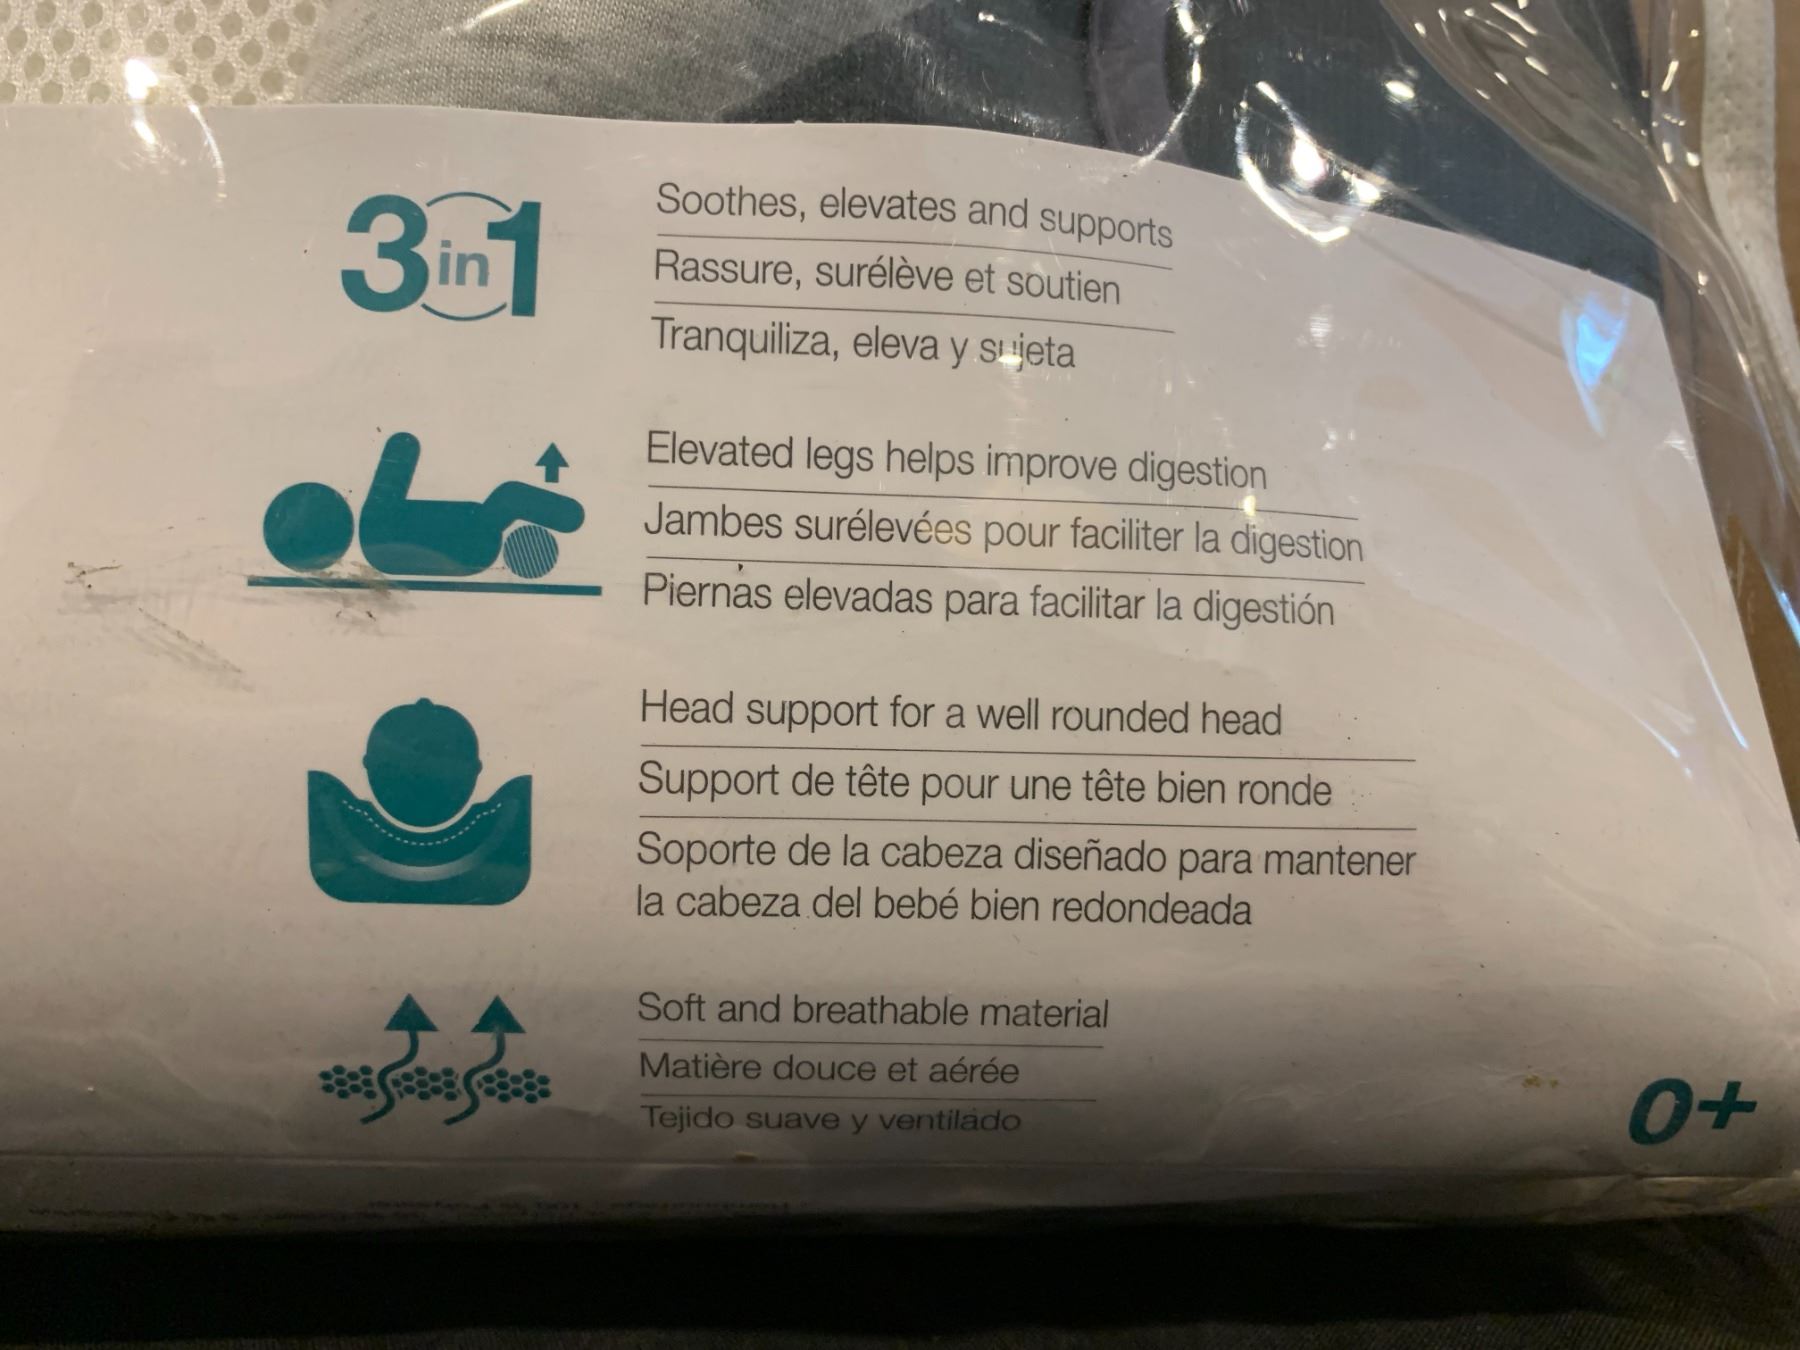 3in1
Soothes, elevates and supports
Rassure, surélève et soutien
Tranquiliza, eleva y sujeta
Elevated legs helps improve digestion
Jambes surélevées pour faciliter la digestion
Piernas elevadas para facilitar la digestión
Head support for a well rounded head
Support de tête pour une tête bien ronde
Soporte de la cabeza diseñado para mantener
la cabeza del bebé bien redondeada
Soft and breathable material
Matière douce et aérée
Tejido suave y ventilado
0+